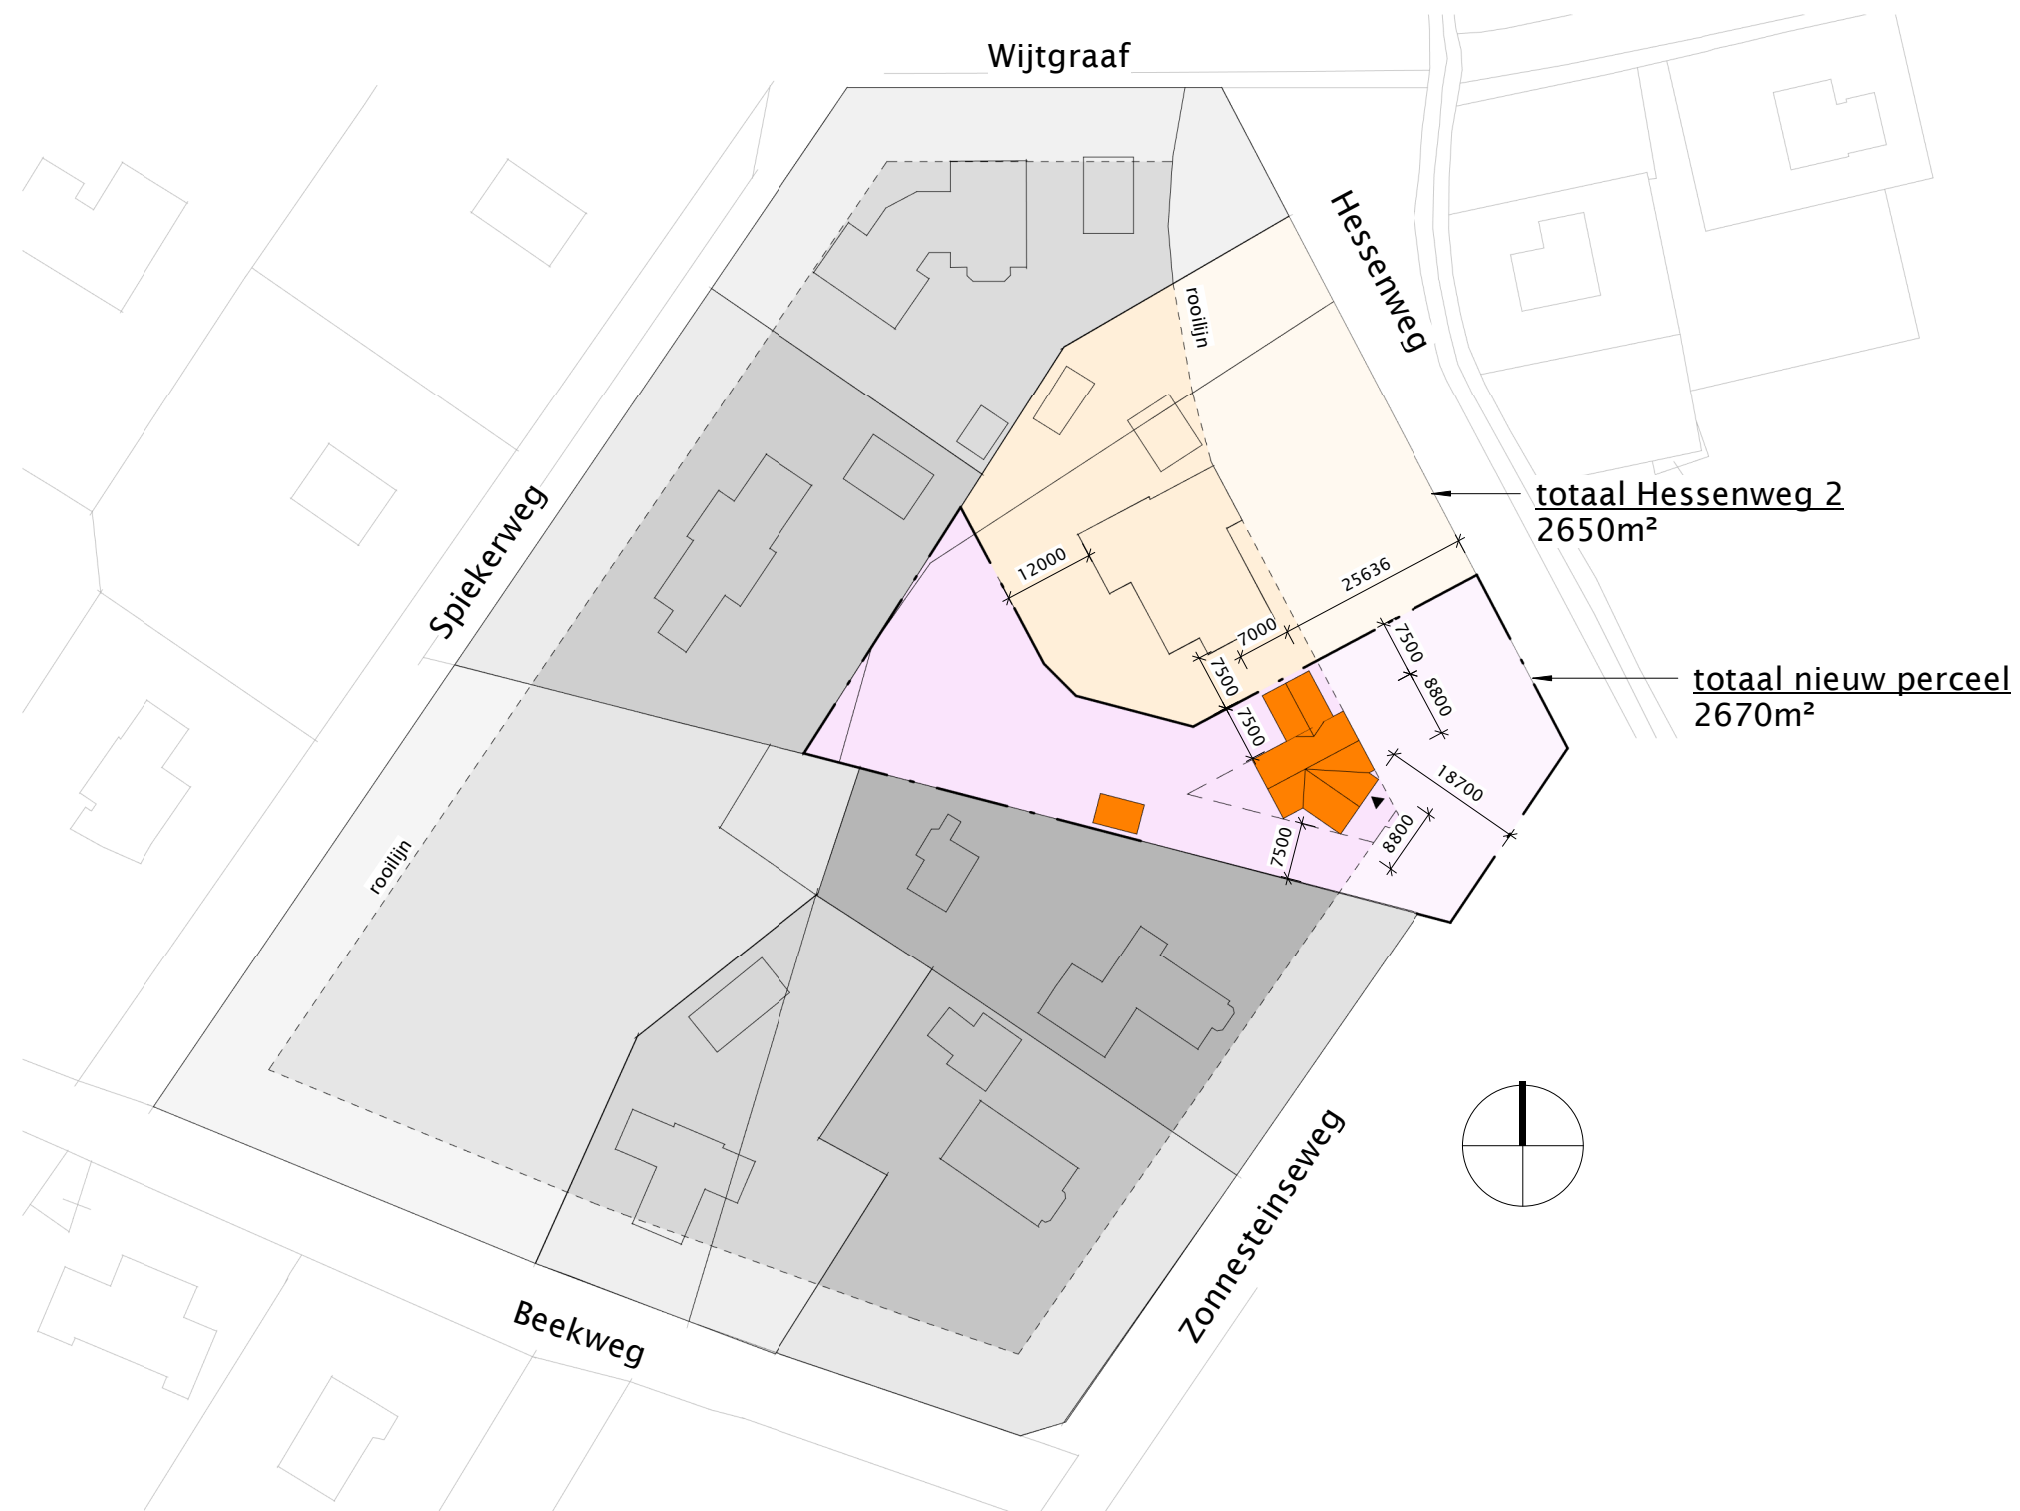 Wijtgraaf
Hessenweg
rooilijn
totaal Hessenweg 2
2650m²
Spiekerweg
12000
25636
7000
7500
7500
8800
7500
totaal nieuw perceel
2670m²
18700
8800
7500
rooilijn
Zonnesteinseweg
Beekweg